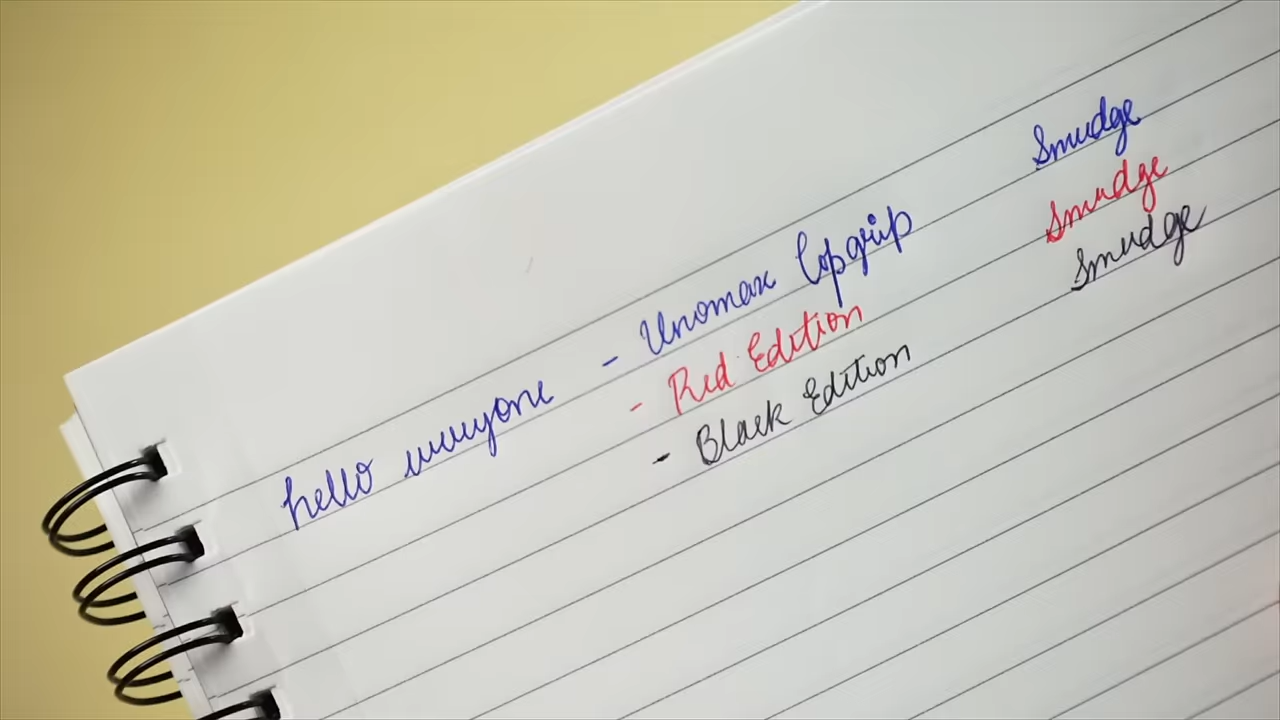 hello everyone - Unomax Topgrip Smudge
- Red Edition Smudge
- Black Edition Smudge